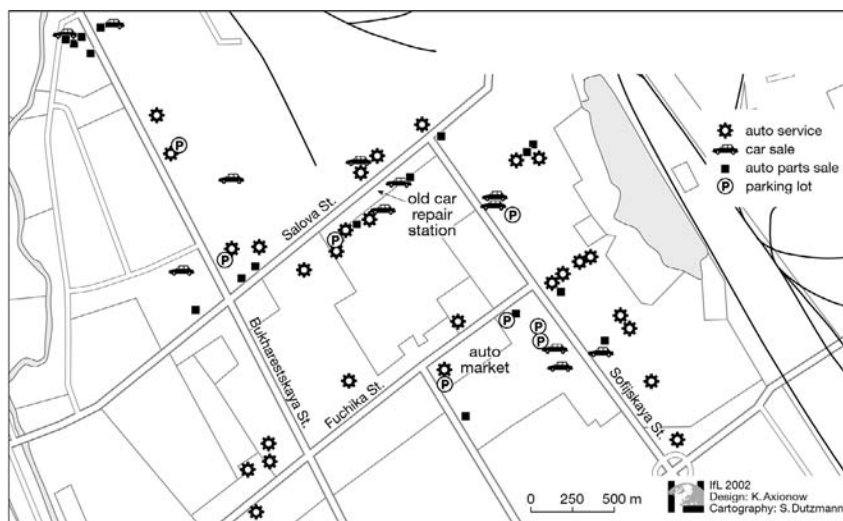 auto service
car sale
auto parts sale
P parking lot
Salova St.
old car
repair
station
Bukharestskaya St.
Fuchika St.
auto
market
Sofijskaya St.
P
P
P
P
P
P
P
P
0 250 500 m
IfL 2002
Design: K. Axionow
Cartography: S. Dutzmann